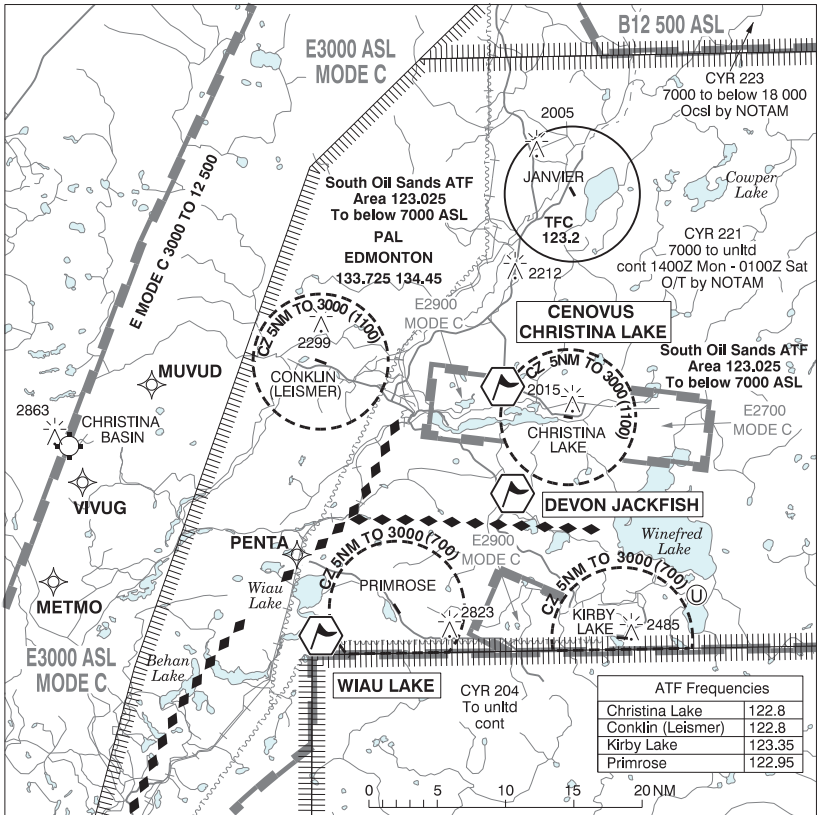 B12 500 ASL
E3000 ASL
MODE C
CYR 223
7000 to below 18 000
Ocsl by NOTAM
2005
E MODE C 3000 TO 12 500
South Oil Sands ATF
Area 123.025
To below 7000 ASL
PAL
EDMONTON
133.725 134.45
JANVIER
TFC
123.2
Cowper
Lake
CYR 221
7000 to unltd
cont 1400Z Mon - 0100Z Sat
O/T by NOTAM
2212
E2900
MODE C
CENOVUS
CHRISTINA LAKE
CZ 5NM TO 3000 (1100)
2299
CONKLIN
(LEISMER)
MUVUD
South Oil Sands ATF
Area 123.025
To below 7000 ASL
CZ 5NM TO 3000 (1100)
2015
CHRISTINA
LAKE
E2700
MODE C
2863
CHRISTINA
BASIN
VIVUG
DEVON JACKFISH
PENTA
E2900
MODE C
Winefred
Lake
METMO
Wiau
Lake
CZ 5NM TO 3000 (700)
PRIMROSE
2823
CZ 5NM TO 3000 (700)
KIRBY
LAKE
2485
U
E3000 ASL
MODE C
Behan
Lake
WIAU LAKE
CYR 204
To unltd
cont
ATF Frequencies
Christina Lake 122.8
Conklin (Leismer) 122.8
Kirby Lake 123.35
Primrose 122.95
0 5 10 15 20 NM